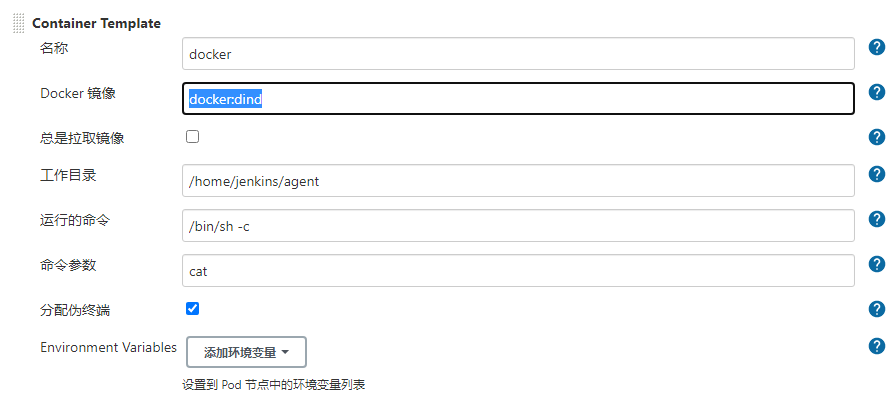 Container Template
名称
docker
?
Docker 镜像
docker:dind
?
总是拉取镜像
?
工作目录
/home/jenkins/agent
?
运行的命令
/bin/sh -c
?
命令参数
cat
?
分配伪终端
?
Environment Variables
添加环境变量
?
设置到 Pod 节点中的环境变量列表